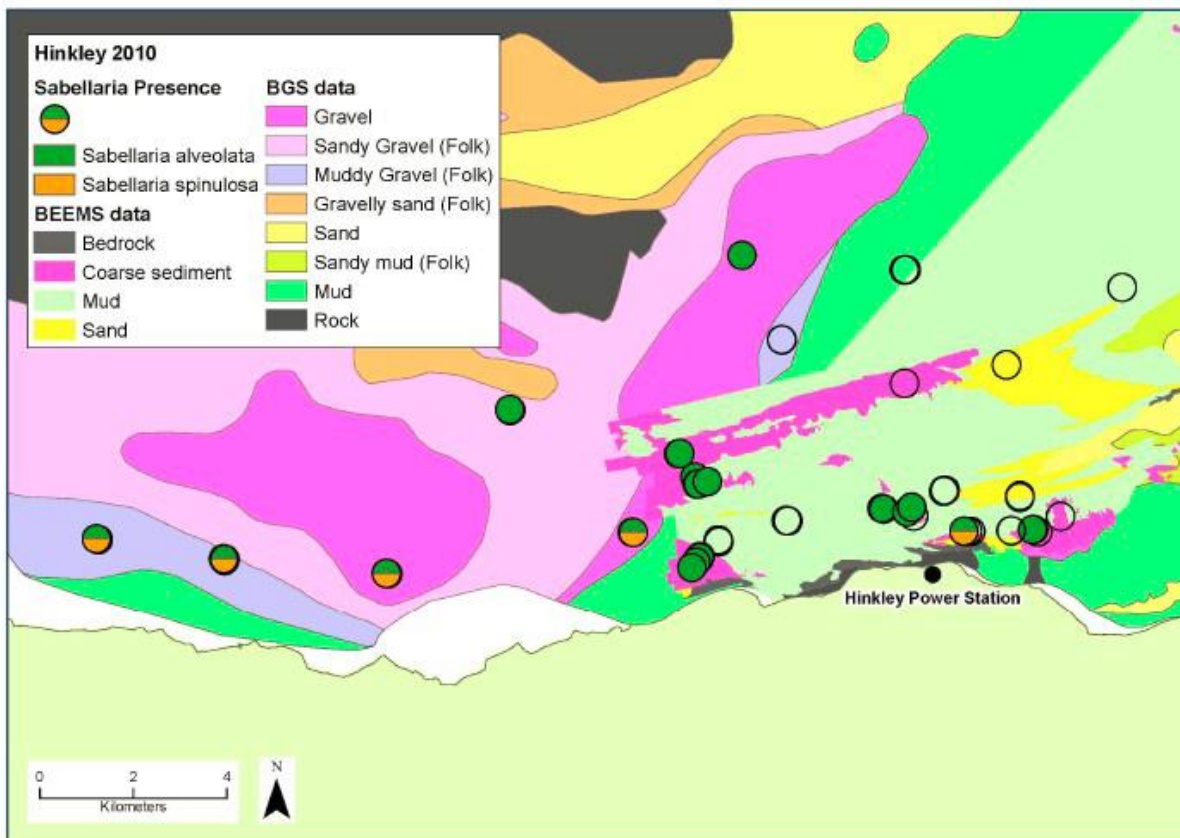 Hinkley 2010
Sabellaria Presence
Sabellaria alveolata
Sabellaria spinulosa
BEEMS data
Bedrock
Coarse sediment
Mud
Sand
BGS data
Gravel
Sandy Gravel (Folk)
Muddy Gravel (Folk)
Gravelly sand (Folk)
Sand
Sandy mud (Folk)
Mud
Rock
Hinkley Power Station
0 2 4
Kilometers
N